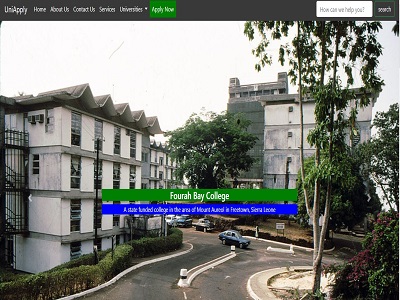 UniApply Home About Us Contact Us Services Universities Apply Now How can we help you? search
Fourah Bay College
A state funded college in the area of Mount Aureol in Freetown, Sierra Leone